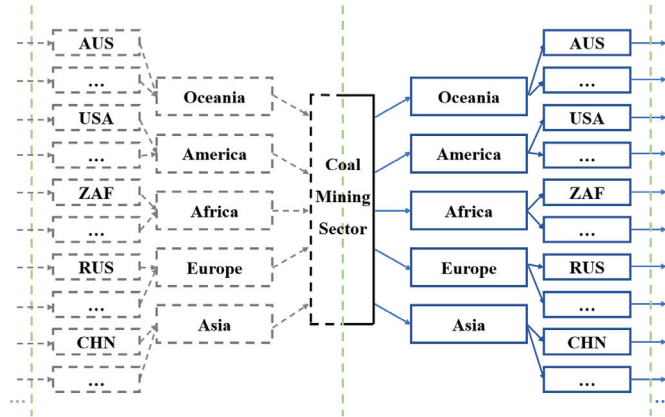 AUS
...
USA
...
ZAF
...
RUS
...
CHN
...
...
Oceania
America
Africa
Europe
Asia
Coal
Mining
Sector
Oceania
America
Africa
Europe
Asia
AUS
...
USA
...
ZAF
...
RUS
...
CHN
...
...